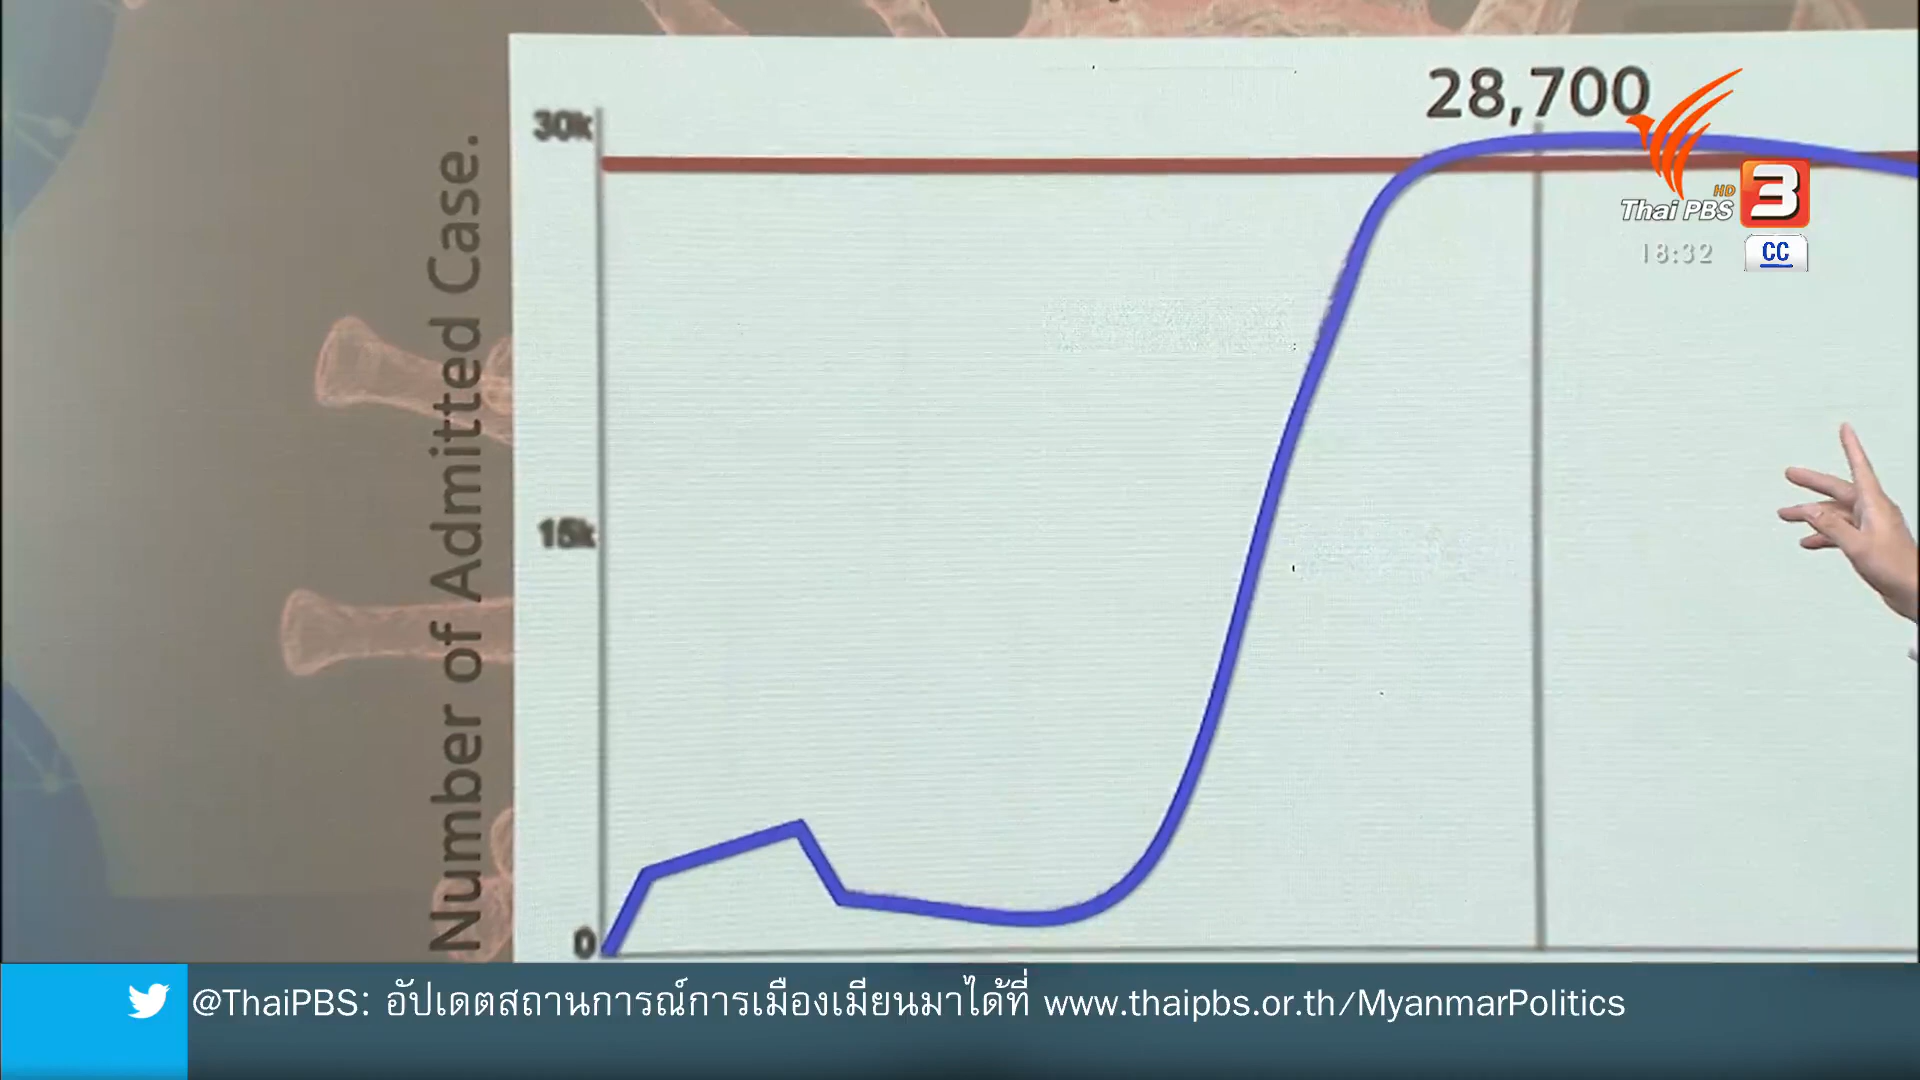 28,700
30k
Thai PBS
HD
3
18:32
CC
Number of Admitted Case.
15k
0
@ThaiPBS: อัปเดตสถานการณ์การเมืองเมียนมาได้ที่ www.thaipbs.or.th/MyanmarPolitics